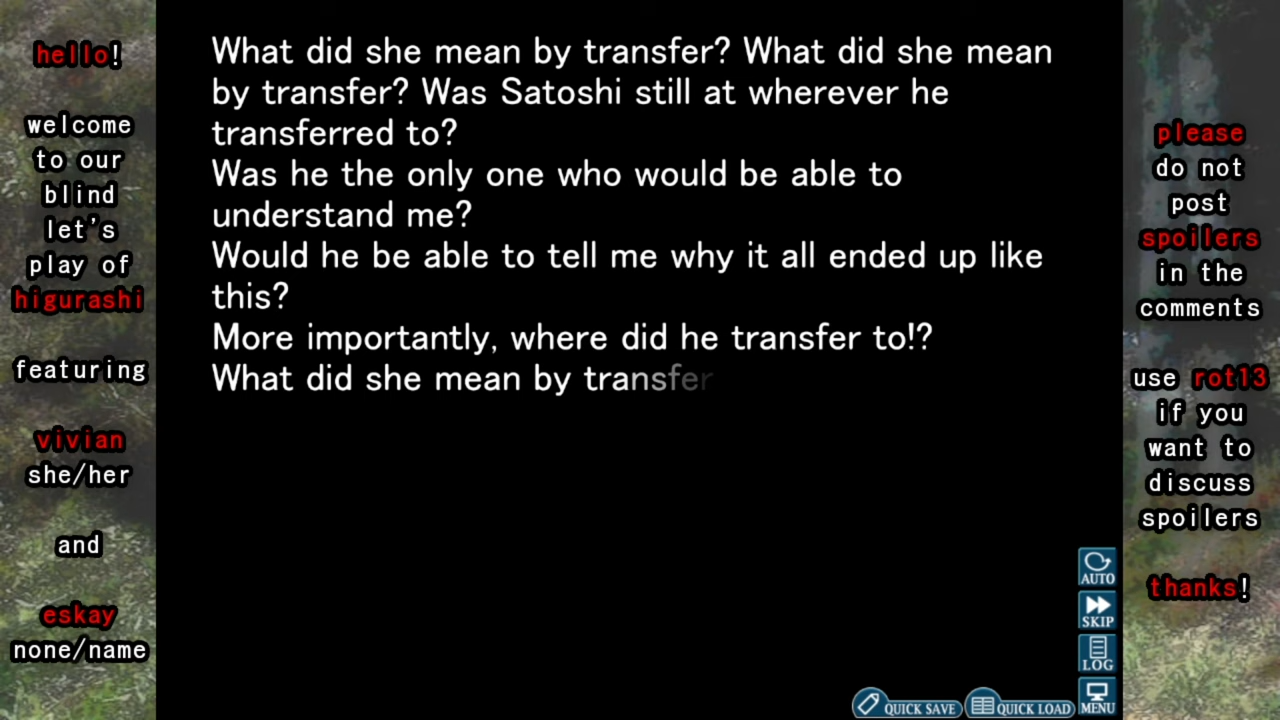 hello!
welcome
to our
blind
let's
play of
higurashi
featuring
vivian
she/her
and
eskay
none/name
What did she mean by transfer? What did she mean
by transfer? Was Satoshi still at wherever he
transferred to?
Was he the only one who would be able to
understand me?
Would he be able to tell me why it all ended up like
this?
More importantly, where did he transfer to!?
What did she mean by transfer
please
do not
post
spoilers
in the
comments
use rot13
if you
want to
discuss
spoilers
thanks!
AUTO
SKIP
LOG
MENU
QUICK SAVE
QUICK LOAD